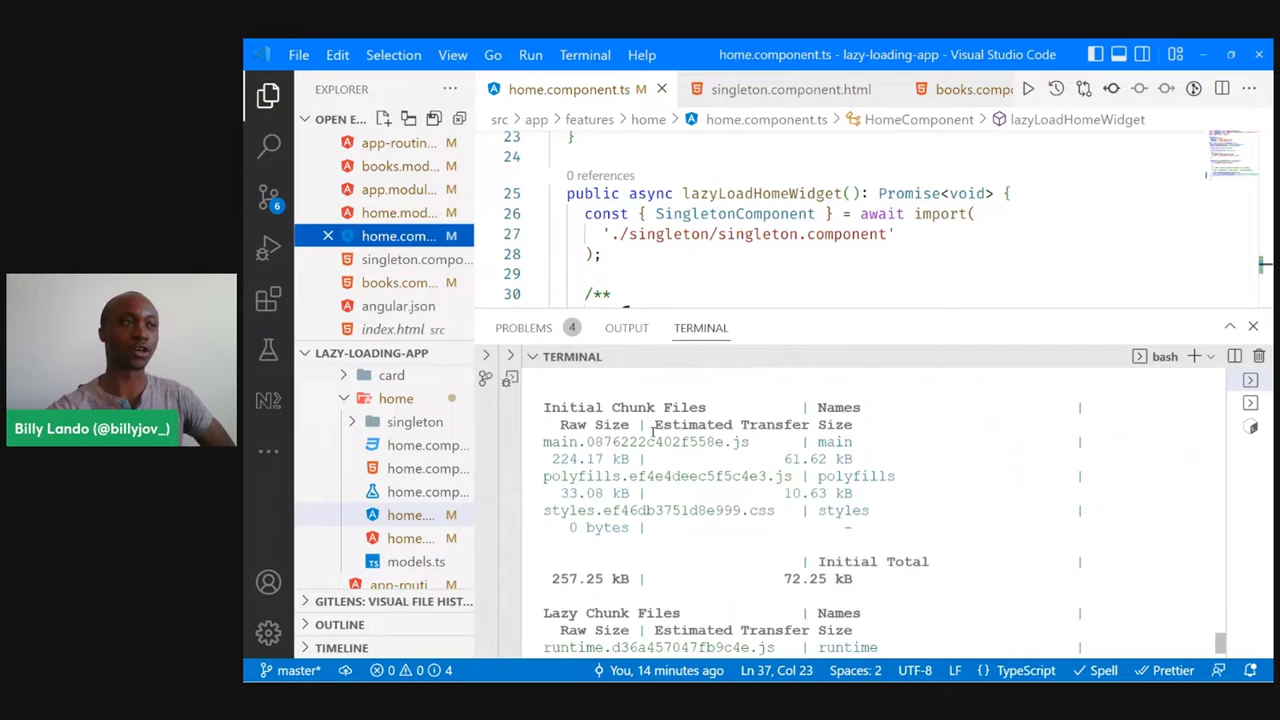 File Edit Selection View Go Run Terminal Help home.component.ts - lazy-loading-app - Visual Studio Code
EXPLORER
home.component.ts M
singleton.component.html
books.compo
OPEN E...
src > app > features > home > home.component.ts > HomeComponent > lazyLoadHomeWidget
app-routin... M
books.mod... M
app.modul... M
home.mod... M
home.com... M
singleton.compo...
books.com... M
angular.json
index.html src
23 }
24
0 references
25 public async lazyLoadHomeWidget(): Promise<void> {
26 const { SingletonComponent } = await import(
27 './singleton/singleton.component'
28 );
29
30 /**
6
PROBLEMS 4 OUTPUT TERMINAL
LAZY-LOADING-APP
card
home
singleton
home.comp...
home.comp...
home.comp...
home.... M
home.... M
models.ts
app-routi... M
GITLENS: VISUAL FILE HIST...
OUTLINE
TIMELINE
TERMINAL
bash
Initial Chunk Files | Names |
Raw Size | Estimated Transfer Size
main.0876222c402f558e.js | main |
224.17 kB | 61.62 kB
polyfills.ef4e4deec5f5c4e3.js | polyfills |
33.08 kB | 10.63 kB
styles.ef46db3751d8e999.css | styles |
0 bytes | -
| Initial Total |
257.25 kB | 72.25 kB
Lazy Chunk Files | Names |
Raw Size | Estimated Transfer Size
runtime.d36a457047fb9c4e.js | runtime |
master* 0 0 4 You, 14 minutes ago Ln 37, Col 23 Spaces: 2 UTF-8 LF {} TypeScript Spell Prettier
Billy Lando (@billyjov_)